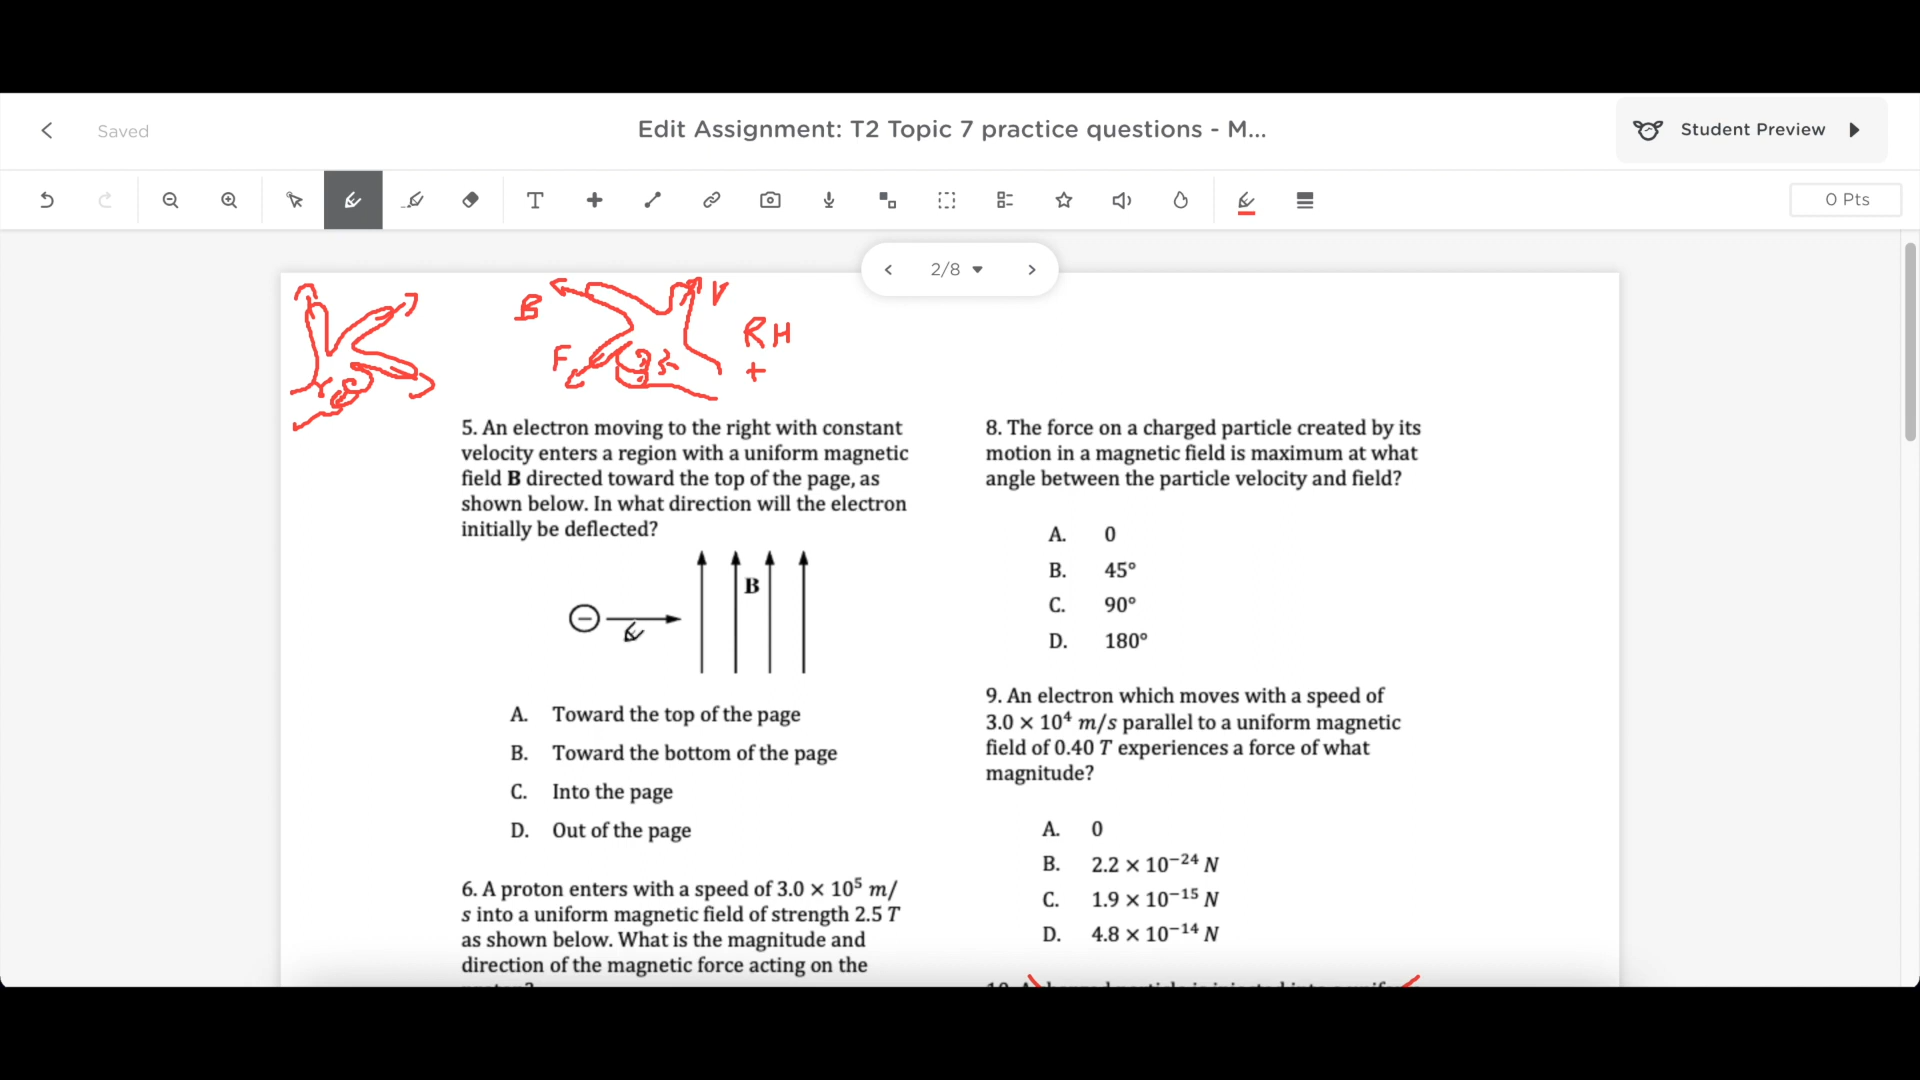 Saved
Edit Assignment: T2 Topic 7 practice questions - M...
Student Preview
0 Pts
2/8
B
V
F
RH
+
5. An electron moving to the right with constant
velocity enters a region with a uniform magnetic
field B directed toward the top of the page, as
shown below. In what direction will the electron
initially be deflected?
B
A. Toward the top of the page
B. Toward the bottom of the page
C. Into the page
D. Out of the page
6. A proton enters with a speed of 3.0 × 10⁵ m/
s into a uniform magnetic field of strength 2.5 T
as shown below. What is the magnitude and
direction of the magnetic force acting on the
8. The force on a charged particle created by its
motion in a magnetic field is maximum at what
angle between the particle velocity and field?
A. 0
B. 45°
C. 90°
D. 180°
9. An electron which moves with a speed of
3.0 × 10⁴ m/s parallel to a uniform magnetic
field of 0.40 T experiences a force of what
magnitude?
A. 0
B. 2.2 × 10⁻²⁴ N
C. 1.9 × 10⁻¹⁵ N
D. 4.8 × 10⁻¹⁴ N